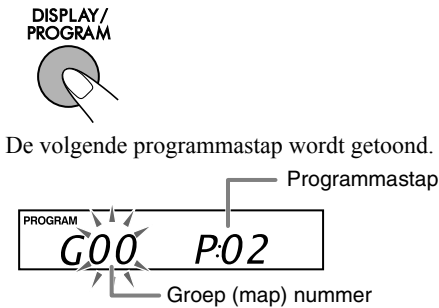 DISPLAY/
PROGRAM
De volgende programmastap wordt getoond.
Programmastap
PROGRAM
G00 P:02
Groep (map) nummer